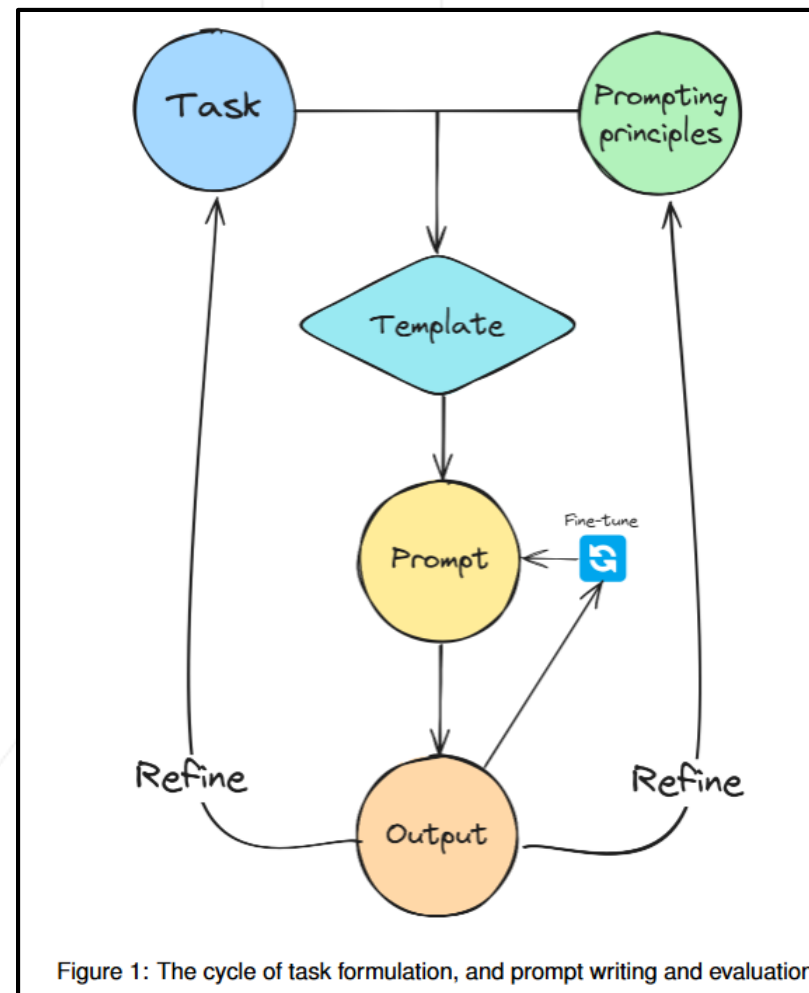 Task
Prompting
principles
Template
Fine-tune
Prompt
Refine
Refine
Output
Figure 1: The cycle of task formulation, and prompt writing and evaluation